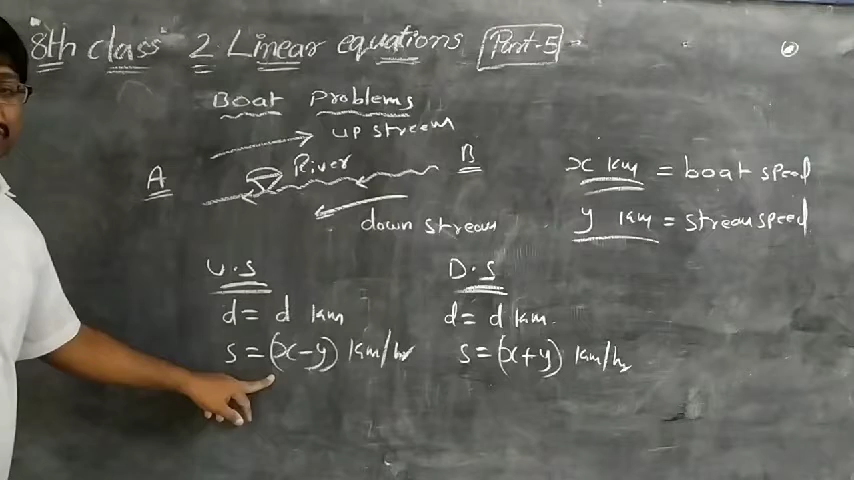 8th class 2. Linear equations Part-5
Boat Problems
up stream
River
A
B
down stream
x km = boat speed
y km = stream speed
U.S
d = d km
s = (x-y) km/hr
D.S
d = d km.
s = (x+y) km/hr